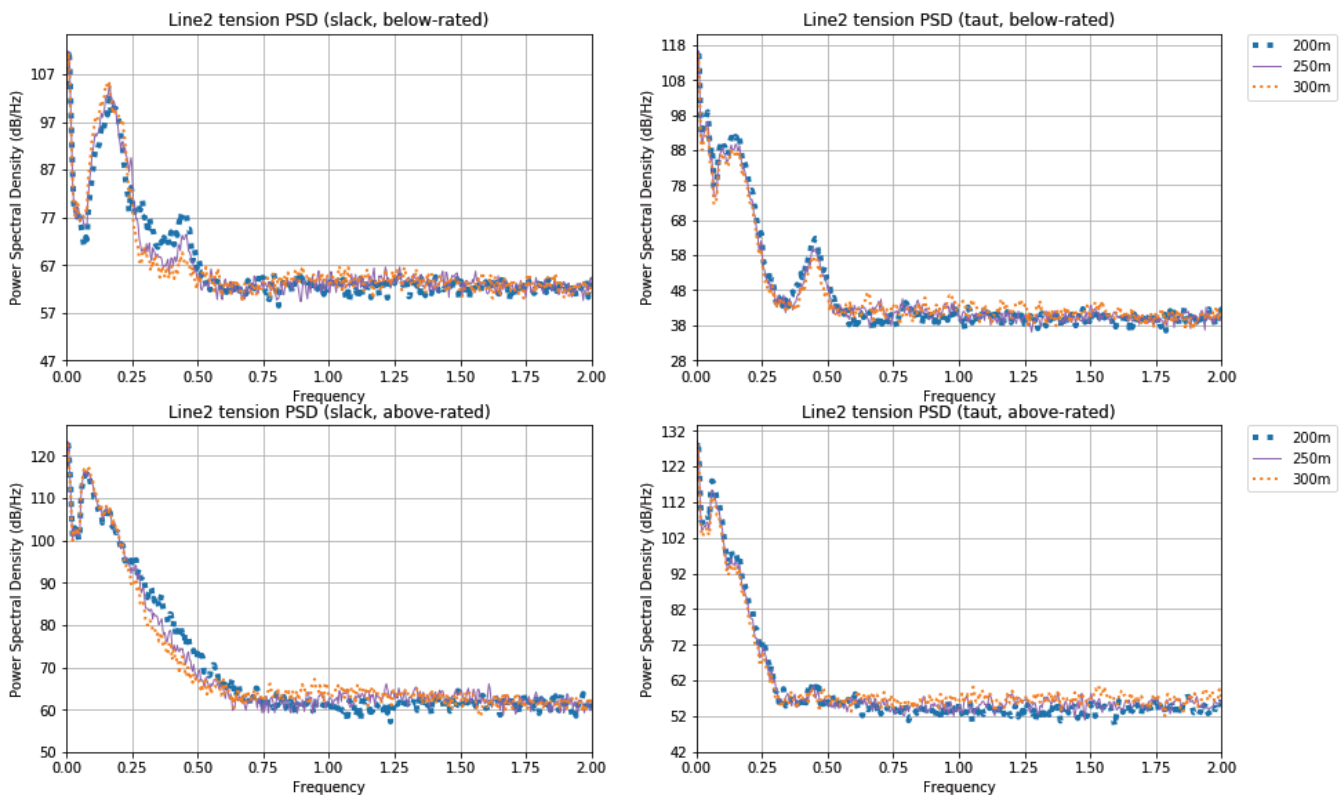 Line2 tension PSD (slack, below-rated)
Power Spectral Density (dB/Hz)
107
97
87
77
67
57
47
0.00 0.25 0.50 0.75 1.00 1.25 1.50 1.75 2.00
Frequency
Line2 tension PSD (taut, below-rated)
Power Spectral Density (dB/Hz)
118
108
98
88
78
68
58
48
38
28
0.00 0.25 0.50 0.75 1.00 1.25 1.50 1.75 2.00
Frequency
200m
250m
300m
Line2 tension PSD (slack, above-rated)
Power Spectral Density (dB/Hz)
120
110
100
90
80
70
60
50
0.00 0.25 0.50 0.75 1.00 1.25 1.50 1.75 2.00
Frequency
Line2 tension PSD (taut, above-rated)
Power Spectral Density (dB/Hz)
132
122
112
102
92
82
72
62
52
42
0.00 0.25 0.50 0.75 1.00 1.25 1.50 1.75 2.00
Frequency
200m
250m
300m